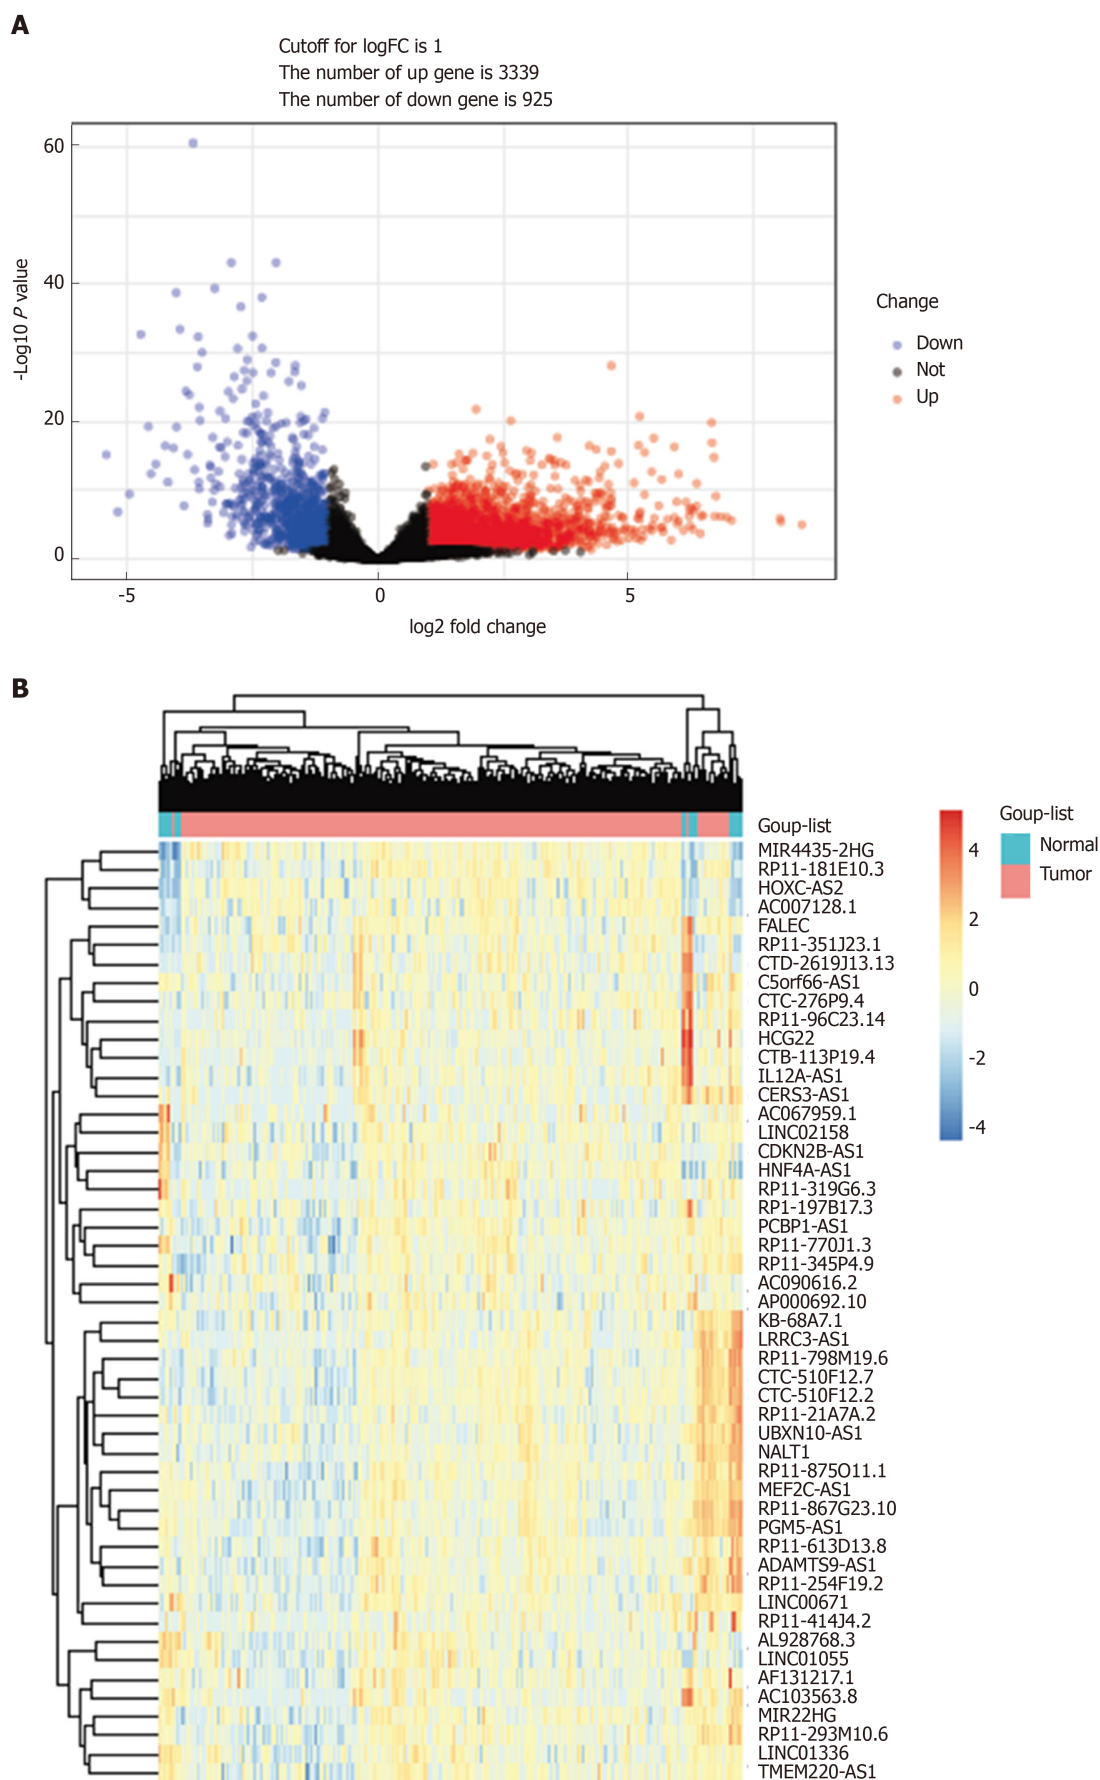 A
Cutoff for logFC is 1
The number of up gene is 3339
The number of down gene is 925
60
40
20
0
-Log10 P value
-5
0
5
log2 fold change
Change
Down
Not
Up
B
Goup-list
MIR4435-2HG
RP11-181E10.3
HOXC-AS2
AC007128.1
FALEC
RP11-351J23.1
CTD-2619J13.13
C5orf66-AS1
CTC-276P9.4
RP11-96C23.14
HCG22
CTB-113P19.4
IL12A-AS1
CERS3-AS1
AC067959.1
LINC02158
CDKN2B-AS1
HNF4A-AS1
RP11-319G6.3
RP1-197B17.3
PCBP1-AS1
RP11-770J1.3
RP11-345P4.9
AC090616.2
AP000692.10
KB-68A7.1
LRRC3-AS1
RP11-798M19.6
CTC-510F12.7
CTC-510F12.2
RP11-21A7A.2
UBXN10-AS1
NALT1
RP11-875O11.1
MEF2C-AS1
RP11-867G23.10
PGM5-AS1
RP11-613D13.8
ADAMTS9-AS1
RP11-254F19.2
LINC00671
RP11-414J4.2
AL928768.3
LINC01055
AF131217.1
AC103563.8
MIR22HG
RP11-293M10.6
LINC01336
TMEM220-AS1
4
2
0
-2
-4
Goup-list
Normal
Tumor